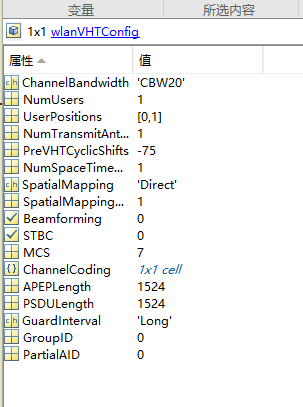 变量 所选内容
1x1 wlanVHTConfig
属性 值
ChannelBandwidth 'CBW20'
NumUsers 1
UserPositions [0,1]
NumTransmitAnt... 1
PreVHTCyclicShifts -75
NumSpaceTime... 1
SpatialMapping 'Direct'
SpatialMapping... 1
Beamforming 0
STBC 0
MCS 7
ChannelCoding 1x1 cell
APEPLength 1524
PSDULength 1524
GuardInterval 'Long'
GroupID 0
PartialAID 0